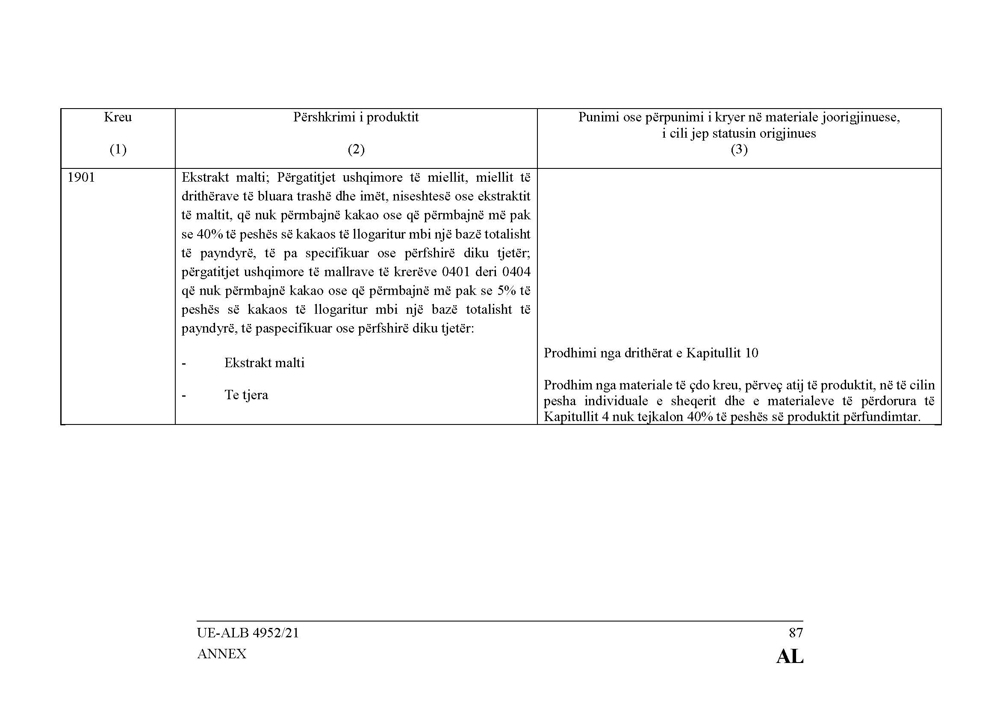 Kreu
(1)
Përshkrimi i produktit
(2)
Punimi ose përpunimi i kryer në materiale joorigjinuese,
i cili jep statusin origjinues
(3)
1901
Ekstrakt malti; Përgatitjet ushqimore të miellit, miellit të
drithërave të bluara trashë dhe imët, niseshtesë ose ekstraktit
të maltit, që nuk përmbajnë kakao ose që përmbajnë më pak
se 40% të peshës së kakaos të llogaritur mbi një bazë totalisht
të payndyrë, të pa specifikuar ose përfshirë diku tjetër;
përgatitjet ushqimore të mallrave të krerëve 0401 deri 0404
që nuk përmbajnë kakao ose që përmbajnë më pak se 5% të
peshës së kakaos të llogaritur mbi një bazë totalisht të
payndyrë, të paspecifikuar ose përfshirë diku tjetër:
- Ekstrakt malti
- Te tjera
Prodhimi nga drithërat e Kapitullit 10
Prodhim nga materiale të çdo kreu, përveç atij të produktit, në të cilin
pesha individuale e sheqerit dhe e materialeve të përdorura të
Kapitullit 4 nuk tejkalon 40% të peshës së produktit përfundimtar.
UE-ALB 4952/21
87
ANNEX
AL